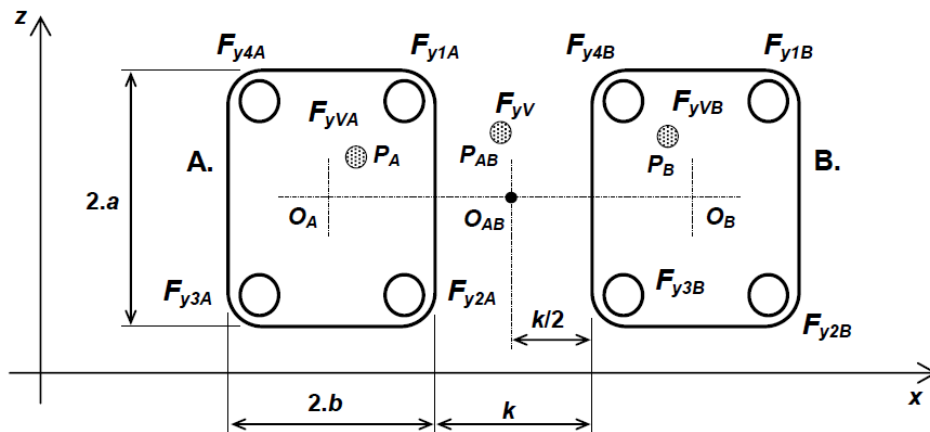 z
F_y4A F_y1A F_y4B F_y1B
F_yVA F_yV F_yVB
A. P_A P_AB P_B B.
2.a
O_A O_AB O_B
F_y3A F_y2A F_y3B
k/2 F_y2B
x
2.b k